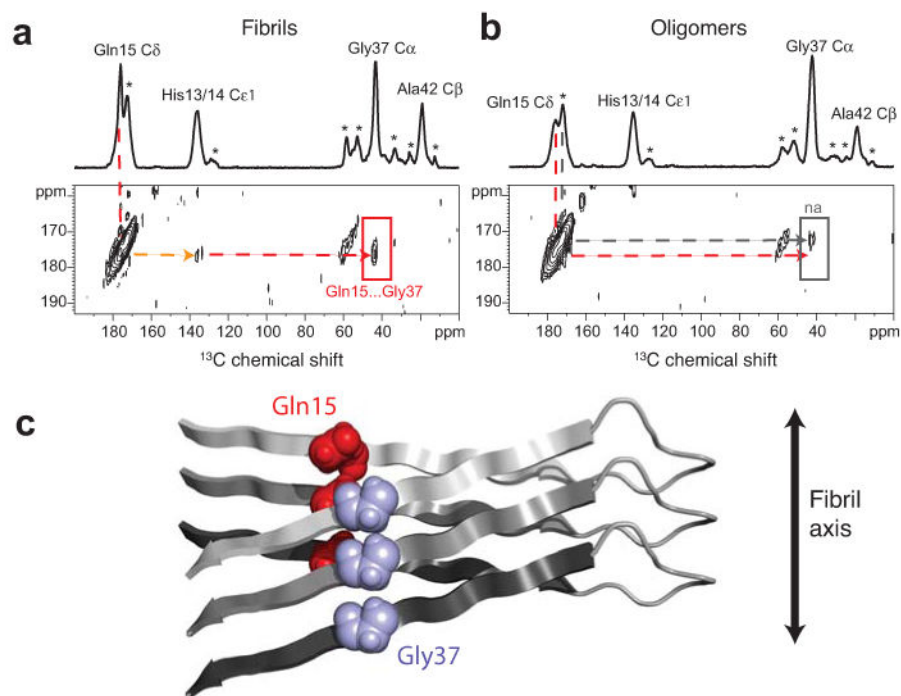 a
Fibrils
Gln15 Cδ
*
His13/14 Cε1
*
* *
Gly37 Cα
*
*
Ala42 Cβ
*
ppm
170
180
190
Gln15...Gly37
180 160 140 120 100 80 60 40 ppm
¹³C chemical shift
b
Oligomers
Gln15 Cδ
*
His13/14 Cε1
*
* *
Gly37 Cα
* *
Ala42 Cβ
*
ppm
170
180
190
na
180 160 140 120 100 80 60 40 ppm
¹³C chemical shift
c
Gln15
Gly37
Fibril
axis